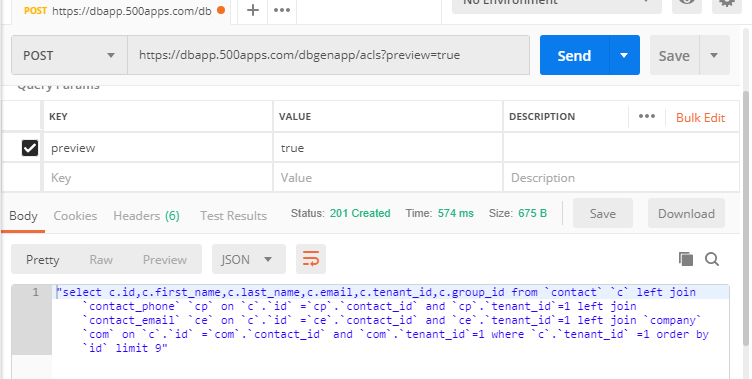 POST https://dbapp.500apps.com/db
No Environment
POST https://dbapp.500apps.com/dbgenapp/acls?preview=true Send Save
Query Params
KEY VALUE DESCRIPTION Bulk Edit
preview true
Key Value Description
Body Cookies Headers (6) Test Results Status: 201 Created Time: 574 ms Size: 675 B Save Download
Pretty Raw Preview JSON
1 "select c.id,c.first_name,c.last_name,c.email,c.tenant_id,c.group_id from `contact` `c` left join
`contact_phone` `cp` on `c`.`id` =`cp`.`contact_id` and `cp`.`tenant_id`=1 left join
`contact_email` `ce` on `c`.`id` =`ce`.`contact_id` and `ce`.`tenant_id`=1 left join `company`
`com` on `c`.`id` =`com`.`contact_id` and `com`.`tenant_id`=1 where `c`.`tenant_id` =1 order by
`id` limit 9"